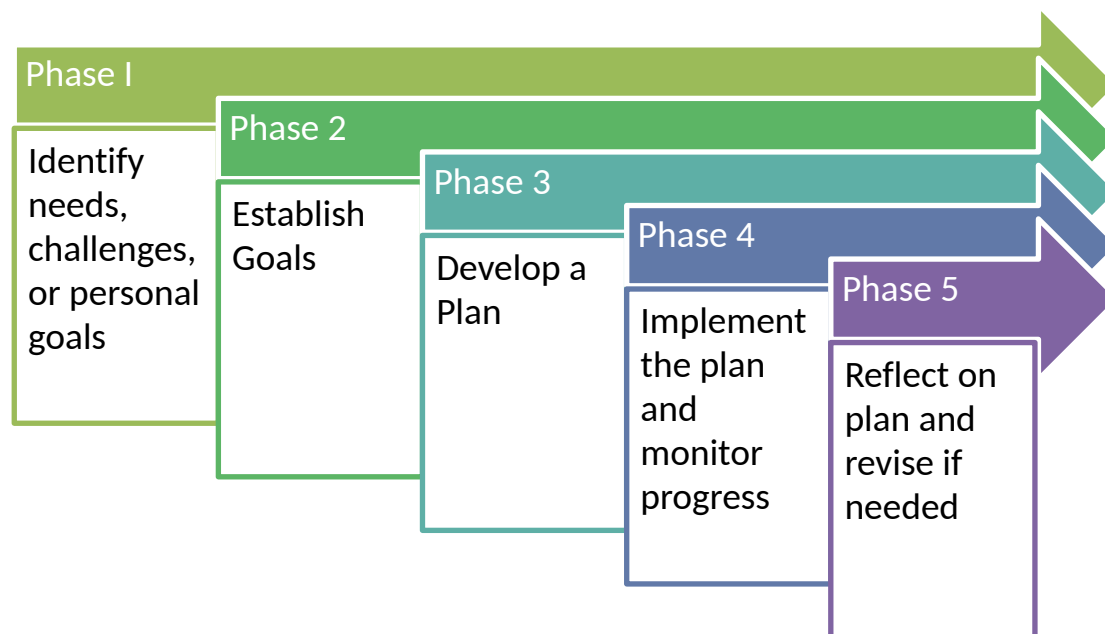 Phase I
Identify
needs,
challenges,
or personal
goals
Phase 2
Establish
Goals
Phase 3
Develop a
Plan
Phase 4
Implement
the plan
and
monitor
progress
Phase 5
Reflect on
plan and
revise if
needed